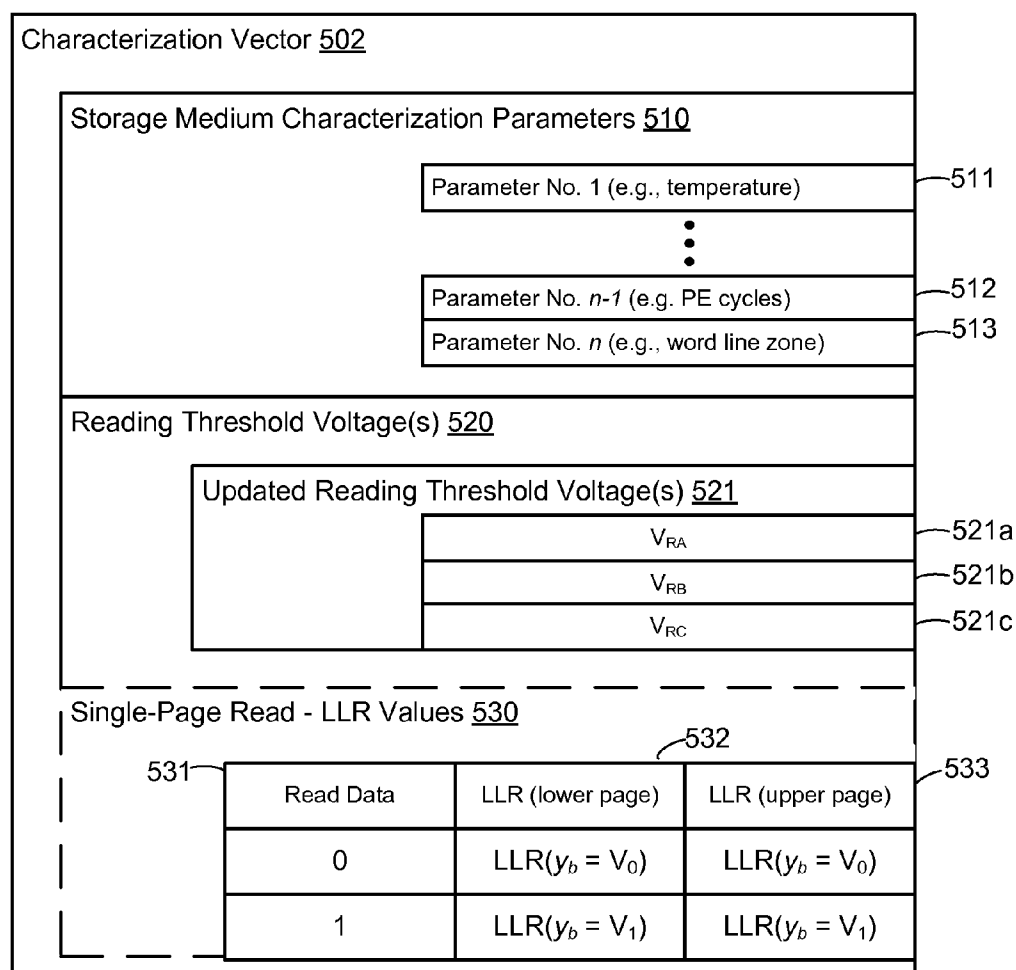 Characterization Vector 502
Storage Medium Characterization Parameters 510
Parameter No. 1 (e.g., temperature)
511
Parameter No. n-1 (e.g. PE cycles)
512
Parameter No. n (e.g., word line zone)
513
Reading Threshold Voltage(s) 520
Updated Reading Threshold Voltage(s) 521
VRA
521a
VRB
521b
VRC
521c
Single-Page Read - LLR Values 530
531
532
533
Read Data LLR (lower page) LLR (upper page)
0 LLR(yb = V0) LLR(yb = V0)
1 LLR(yb = V1) LLR(yb = V1)